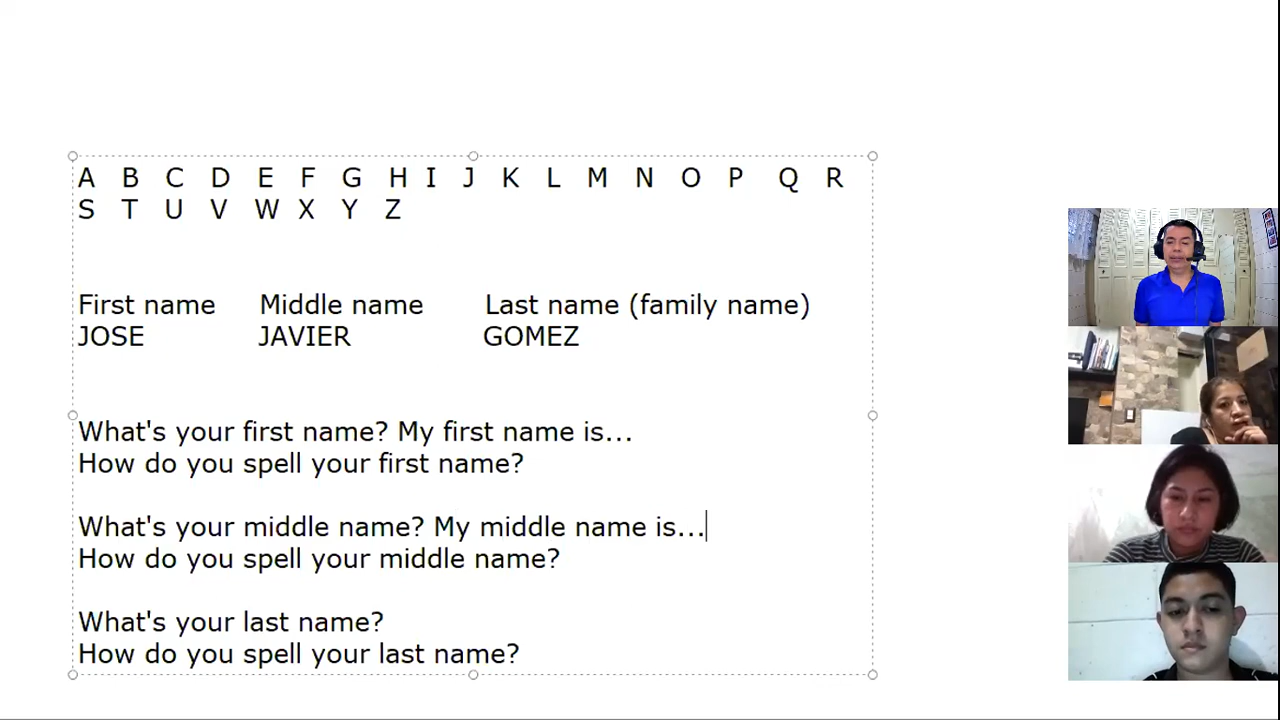 A B C D E F G H I J K L M N O P Q R
S T U V W X Y Z
First name Middle name Last name (family name)
JOSE JAVIER GOMEZ
What's your first name? My first name is...
How do you spell your first name?
What's your middle name? My middle name is...
How do you spell your middle name?
What's your last name?
How do you spell your last name?